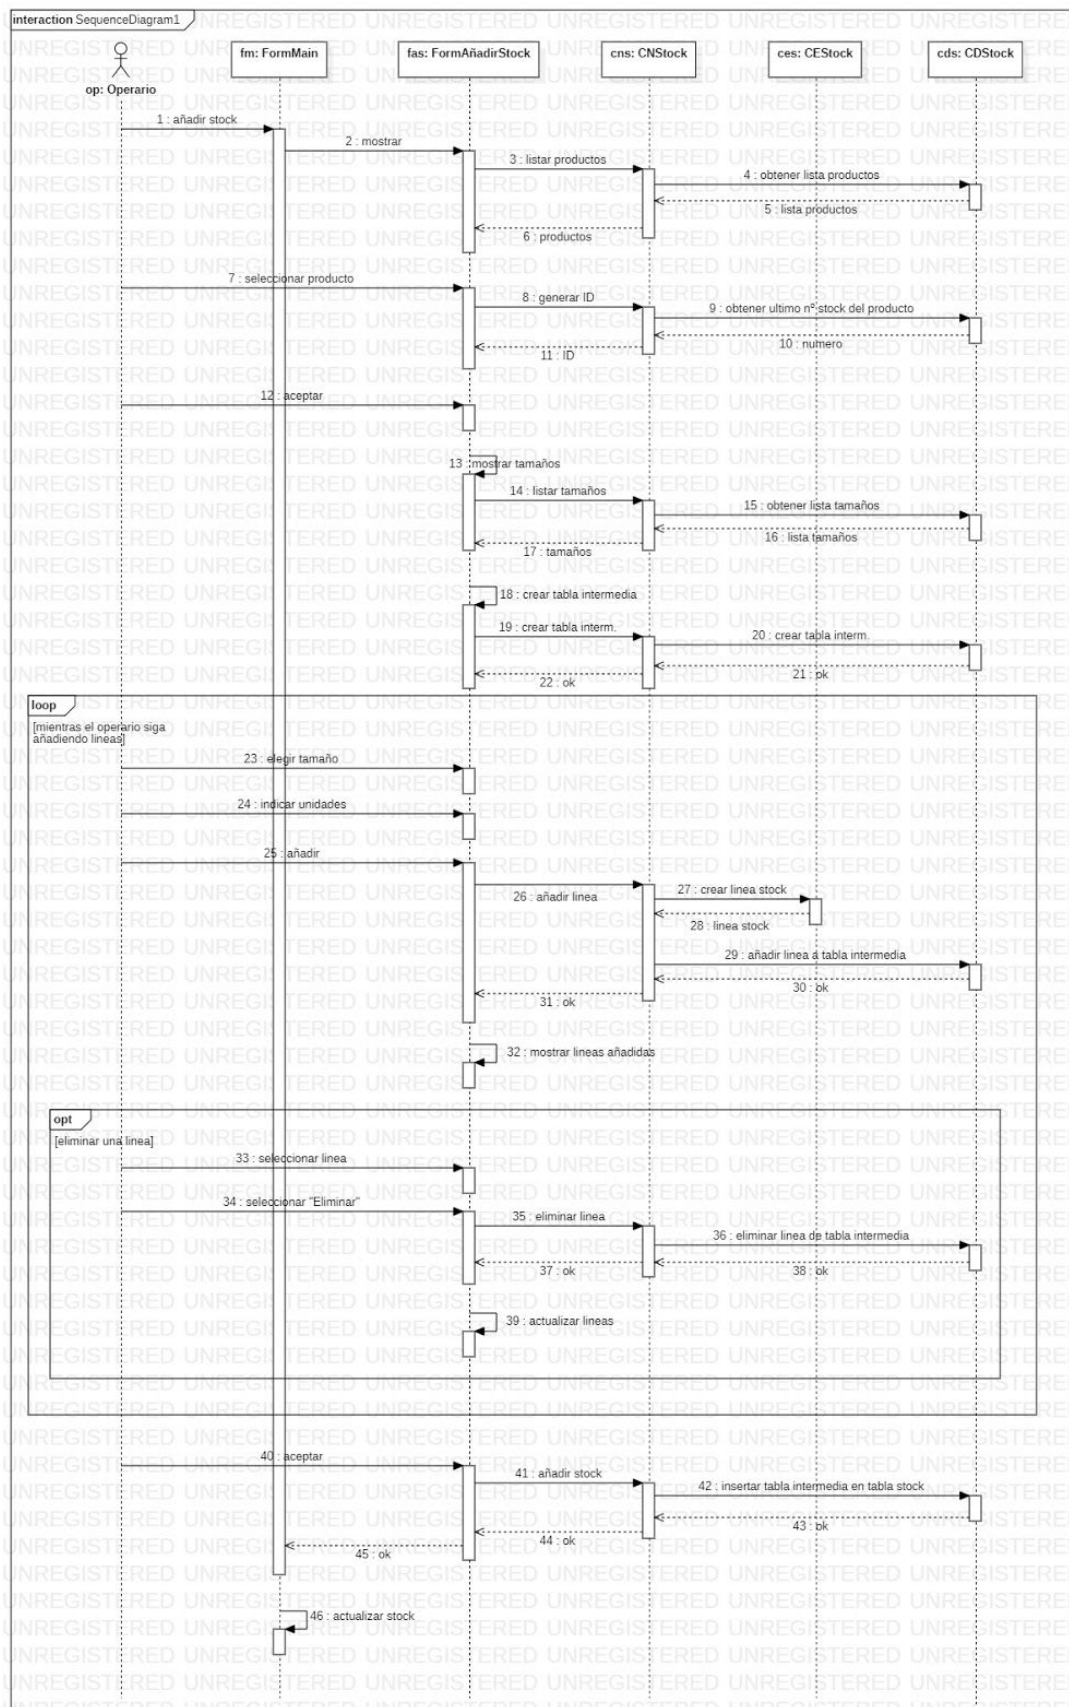 interaction SequenceDiagram1
op: Operario
fm: FormMain
fas: FormAñadirStock
cns: CNStock
ces: CEStock
cds: CDStock
1 : añadir stock
2 : mostrar
3 : listar productos
4 : obtener lista productos
5 : lista productos
6 : productos
7 : seleccionar producto
8 : generar ID
9 : obtener ultimo nº stock del producto
10 : numero
11 : ID
12 : aceptar
13 : mostrar tamaños
14 : listar tamaños
15 : obtener lista tamaños
16 : lista tamaños
17 : tamaños
18 : crear tabla intermedia
19 : crear tabla interm.
20 : crear tabla interm.
21 : ok
22 : ok
loop
[mientras el operario siga
añadiendo lineas]
23 : elegir tamaño
24 : indicar unidades
25 : añadir
26 : añadir linea
27 : crear linea stock
28 : linea stock
29 : añadir linea a tabla intermedia
30 : ok
31 : ok
32 : mostrar lineas añadidas
opt
[eliminar una linea]
33 : seleccionar linea
34 : seleccionar "Eliminar"
35 : eliminar linea
36 : eliminar linea de tabla intermedia
37 : ok
38 : ok
39 : actualizar lineas
40 : aceptar
41 : añadir stock
42 : insertar tabla intermedia en tabla stock
43 : ok
44 : ok
45 : ok
46 : actualizar stock
UNREGISTERED